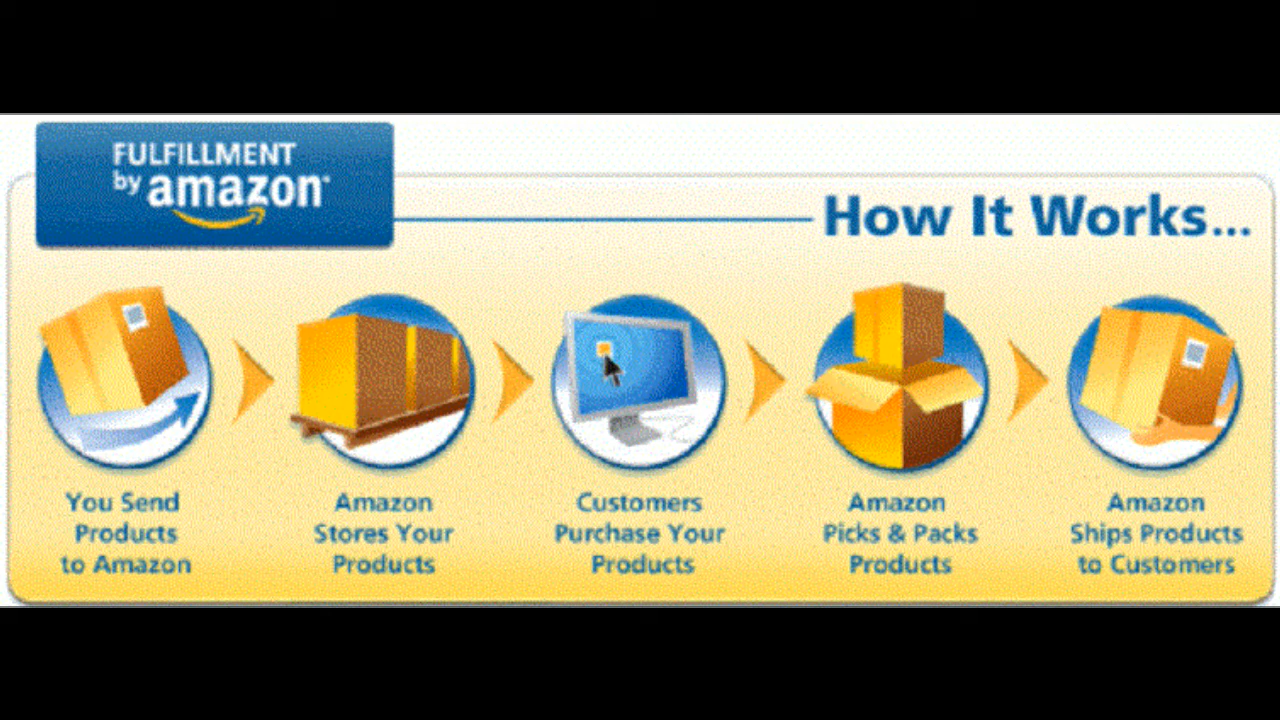 FULFILLMENT
by amazon
How It Works...
You Send
Products
to Amazon
Amazon
Stores Your
Products
Customers
Purchase Your
Products
Amazon
Picks & Packs
Products
Amazon
Ships Products
to Customers